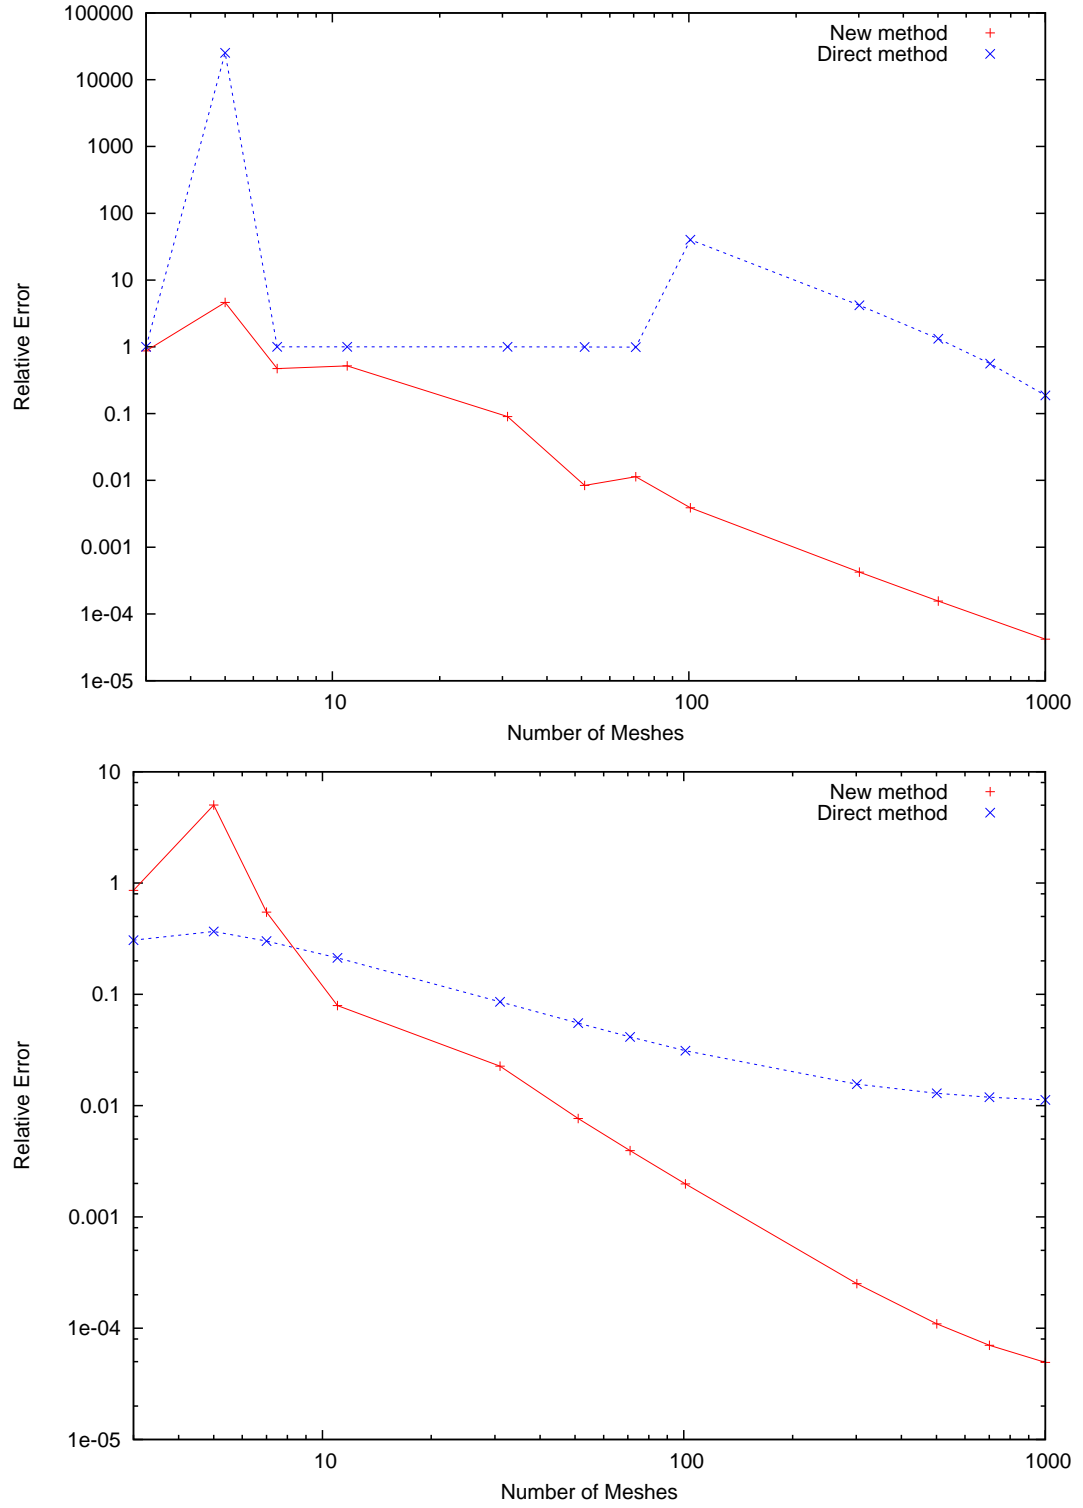 100000
10000
1000
100
10
1
0.1
0.01
0.001
1e-04
1e-05
Relative Error
New method
Direct method
10
100
1000
Number of Meshes
10
1
0.1
0.01
0.001
1e-04
1e-05
Relative Error
New method
Direct method
10
100
1000
Number of Meshes